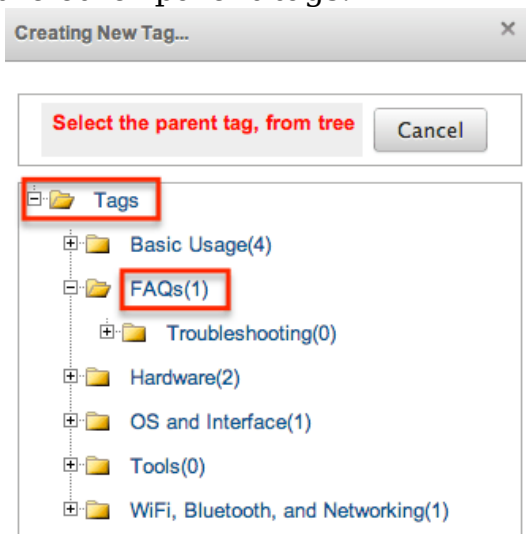 Creating New Tag...
×
Select the parent tag, from tree
Cancel
Tags
Basic Usage(4)
FAQs(1)
Troubleshooting(0)
Hardware(2)
OS and Interface(1)
Tools(0)
WiFi, Bluetooth, and Networking(1)